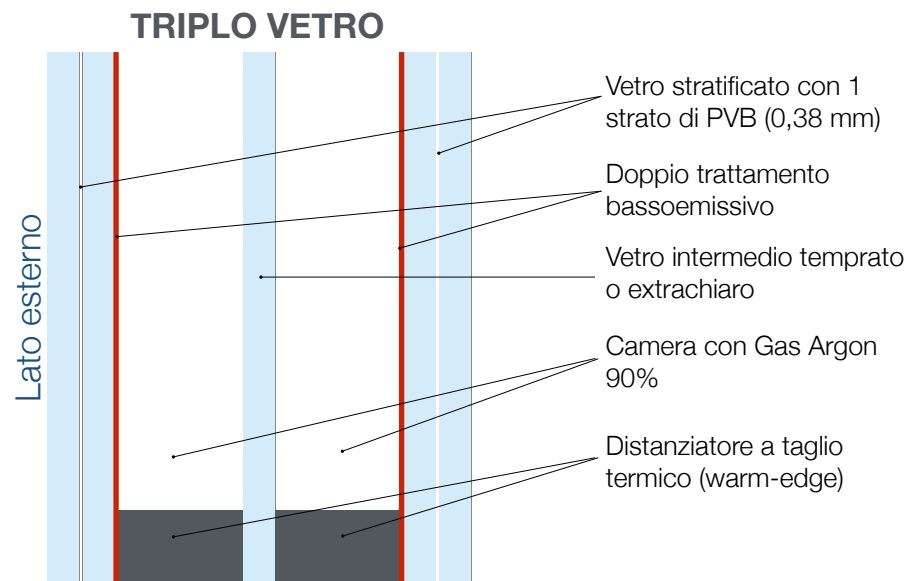 TRIPLO VETRO
Lato esterno
Vetro stratificato con 1
strato di PVB (0,38 mm)
Doppio trattamento
bassoemissivo
Vetro intermedio temprato
o extrachiaro
Camera con Gas Argon
90%
Distanziatore a taglio
termico (warm-edge)